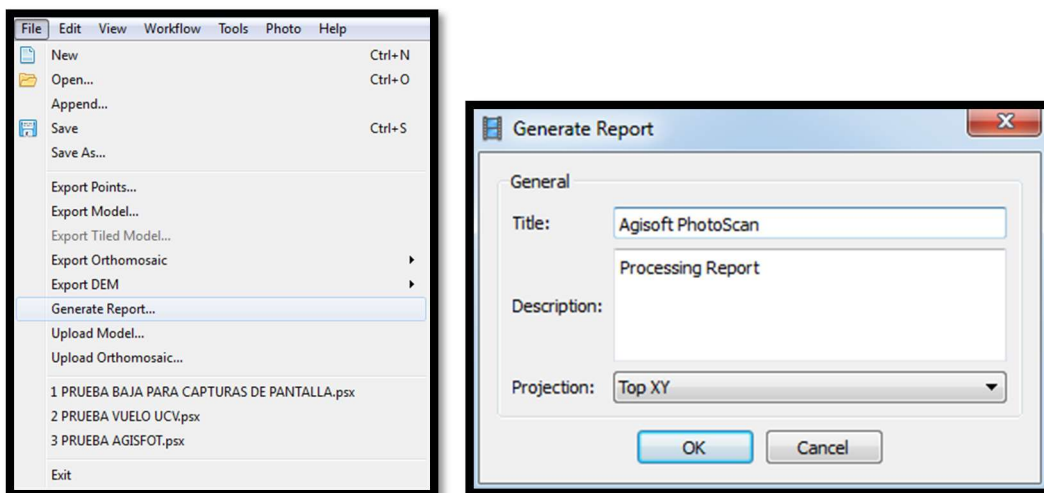 File Edit View Workflow Tools Photo Help
New Ctrl+N
Open... Ctrl+O
Append...
Save Ctrl+S
Save As...
Export Points...
Export Model...
Export Tiled Model...
Export Orthomosaic
Export DEM
Generate Report...
Upload Model...
Upload Orthomosaic...
1 PRUEBA BAJA PARA CAPTURAS DE PANTALLA.psx
2 PRUEBA VUELO UCV.psx
3 PRUEBA AGISFOT.psx
Exit
Generate Report
General
Title: Agisoft PhotoScan
Processing Report
Description:
Projection: Top XY
OK Cancel